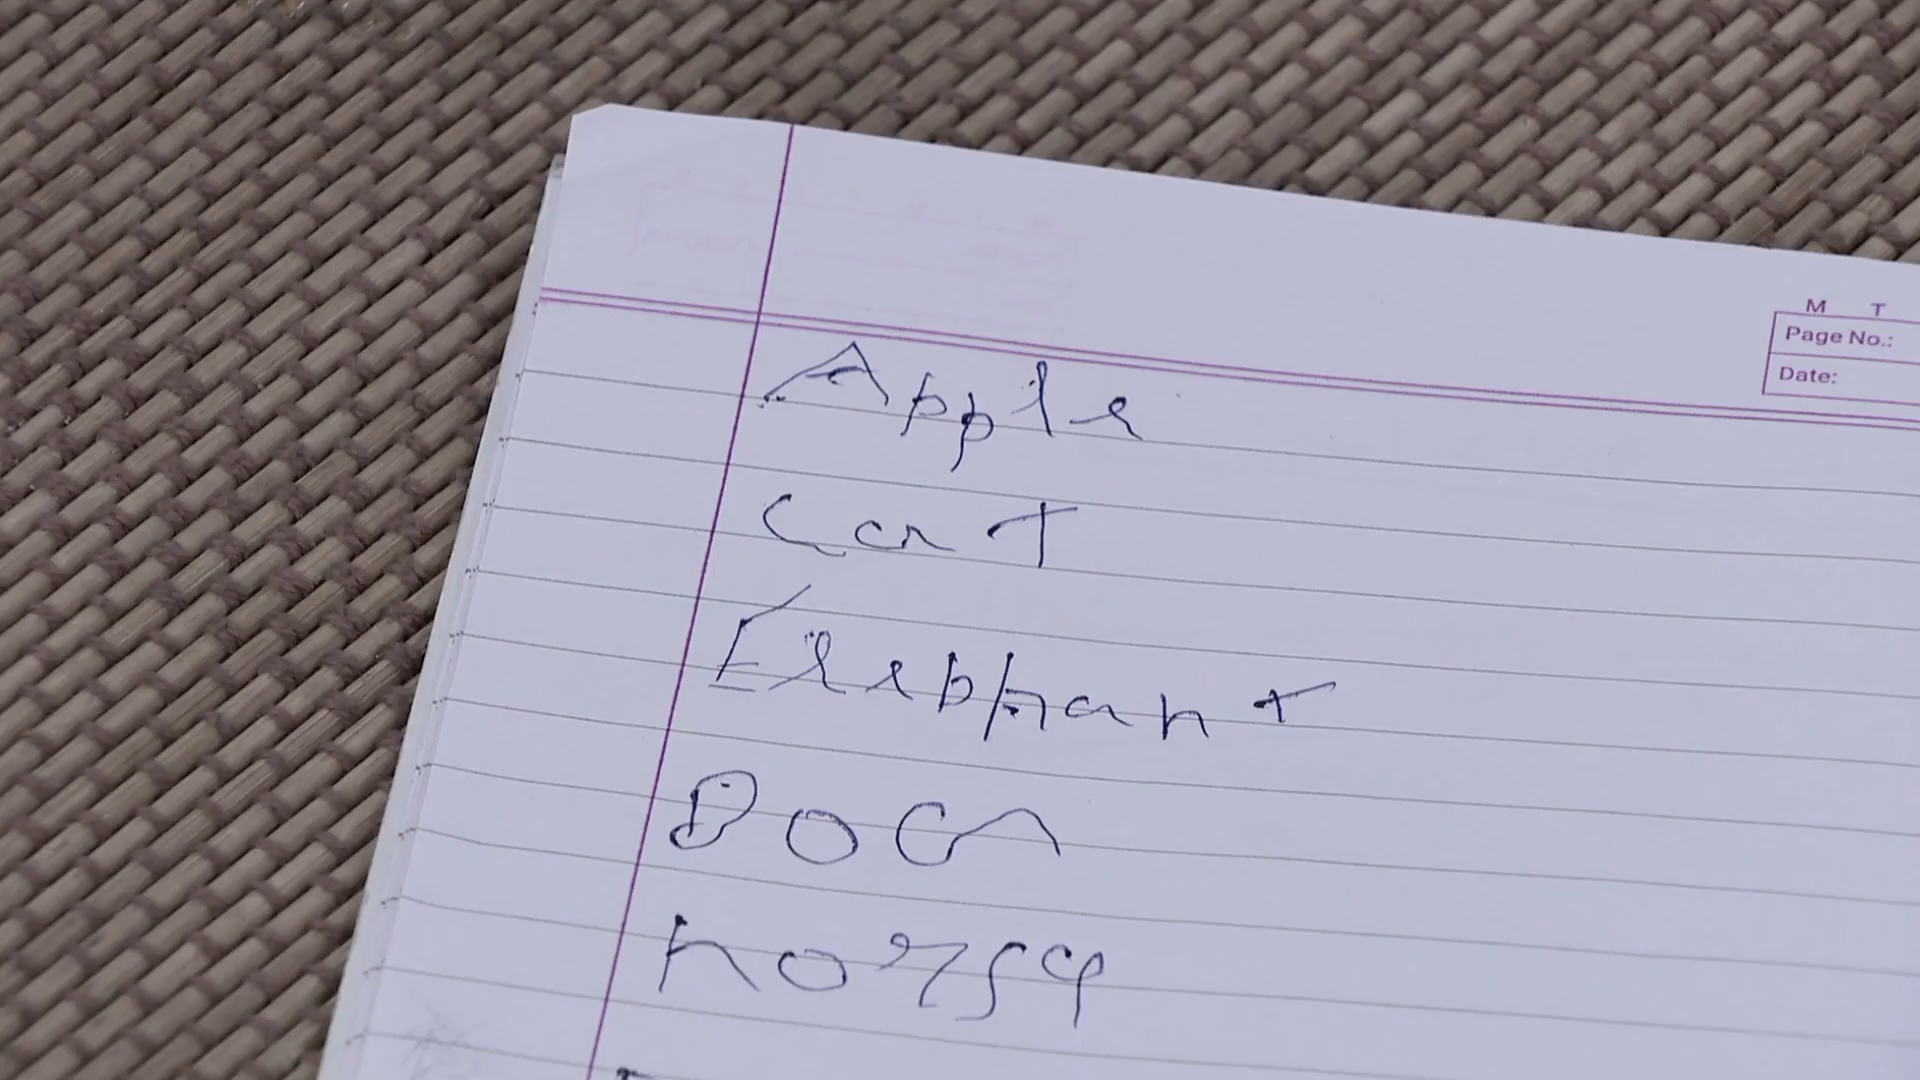 M T
Page No.:
Date:
Apple
Cat
Elephant
DOG
horse